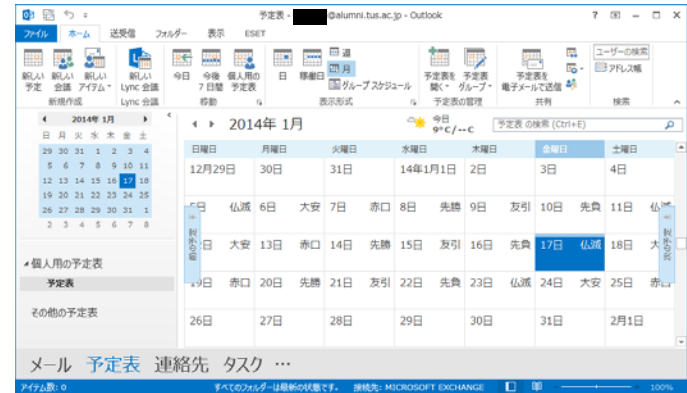 予定表 - @alumni.tus.ac.jp - Outlook
ファイル ホーム 送受信 フォルダー 表示 ESET
新しい 予定 新しい 会議 新しい アイテム 新しい Lync 会議 今日 今後 7 日間 個人用の 予定表 日 稼働日 週 月 グループ スケジュール 予定表を 開く 予定表 グループ 予定表を 電子メールで送信 ユーザーの検索 アドレス帳
新規作成 Lync 会議 移動 表示形式 予定表の管理 共有 検索
2014年 1月
日 月 火 水 木 金 土
29 30 31 1 2 3 4
5 6 7 8 9 10 11
12 13 14 15 16 17 18
19 20 21 22 23 24 25
26 27 28 29 30 31 1
2 3 4 5 6 7 8
個人用の予定表
予定表
その他の予定表
2014年 1月 今日 9°C/--C 予定表 の検索 (Ctrl+E)
日曜日 月曜日 火曜日 水曜日 木曜日 金曜日 土曜日
12月29日 30日 31日 14年1月1日 2日 3日 4日
仏滅 6日 大安 7日 赤口 8日 先勝 9日 友引 10日 先負 11日
大安 13日 赤口 14日 先勝 15日 友引 16日 先負 17日 仏滅 18日
赤口 20日 先勝 21日 友引 22日 先負 23日 仏滅 24日 大安 25日
26日 27日 28日 29日 30日 31日 2月1日
メール 予定表 連絡先 タスク ···
アイテム数: 0 すべてのフォルダーは最新の状態です。 接続先: MICROSOFT EXCHANGE 100%